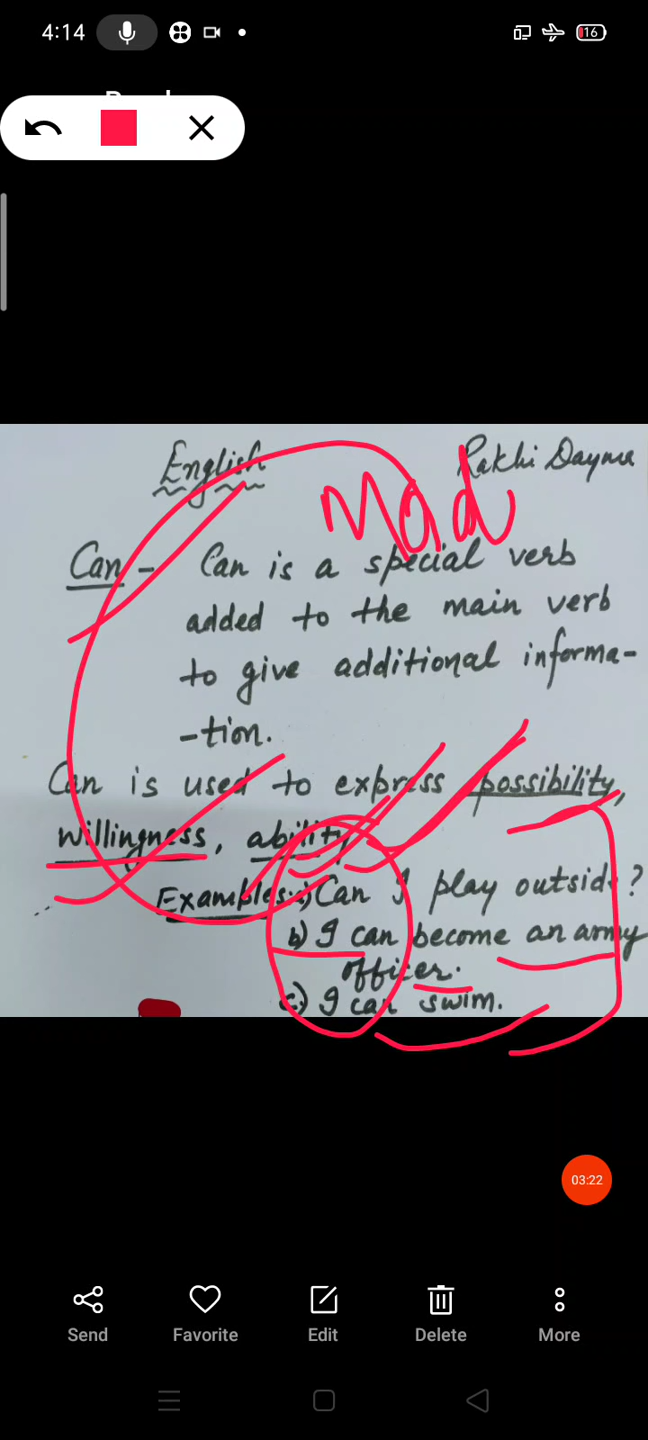 4:14
16
English
Rakhi Dayma
Mod
Can - Can is a special verb
added to the main verb
to give additional informa-
-tion.
Can is used to express possibility,
willingness, ability
Examples:; Can I play outside?
b) I can become an army
officer.
c.) I can swim.
03:22
Send Favorite Edit Delete More